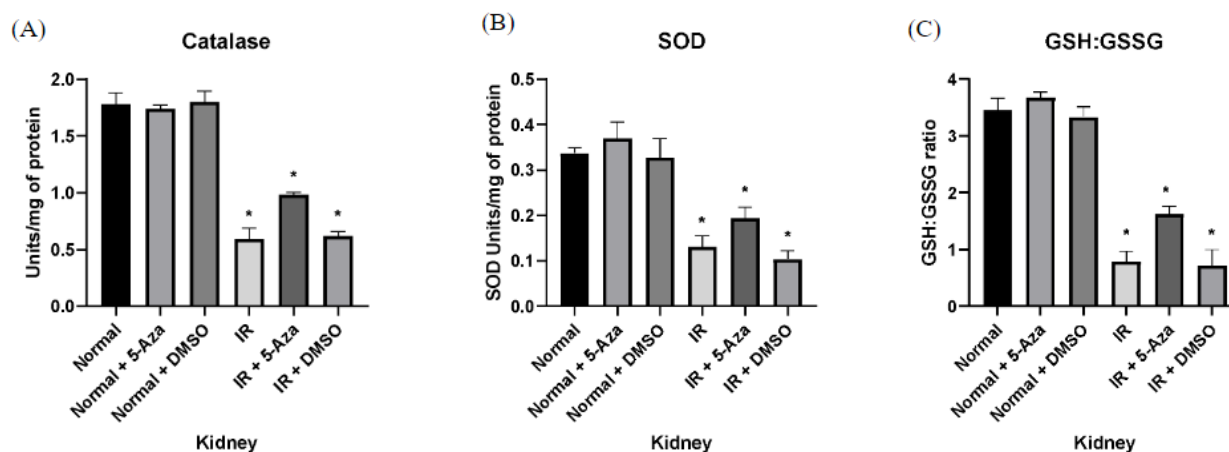 (A)
Catalase
Units/mg of protein
2.0
1.5
1.0
0.5
0.0
*
*
*
Normal
Normal + 5-Aza
Normal + DMSO
IR
IR + 5-Aza
IR + DMSO
Kidney
(B)
SOD
SOD Units/mg of protein
0.5
0.4
0.3
0.2
0.1
0.0
*
*
*
Normal
Normal + 5-Aza
Normal + DMSO
IR
IR + 5-Aza
IR + DMSO
Kidney
(C)
GSH:GSSG
GSH:GSSG ratio
4
3
2
1
0
*
*
*
Normal
Normal + 5-Aza
Normal + DMSO
IR
IR + 5-Aza
IR + DMSO
Kidney